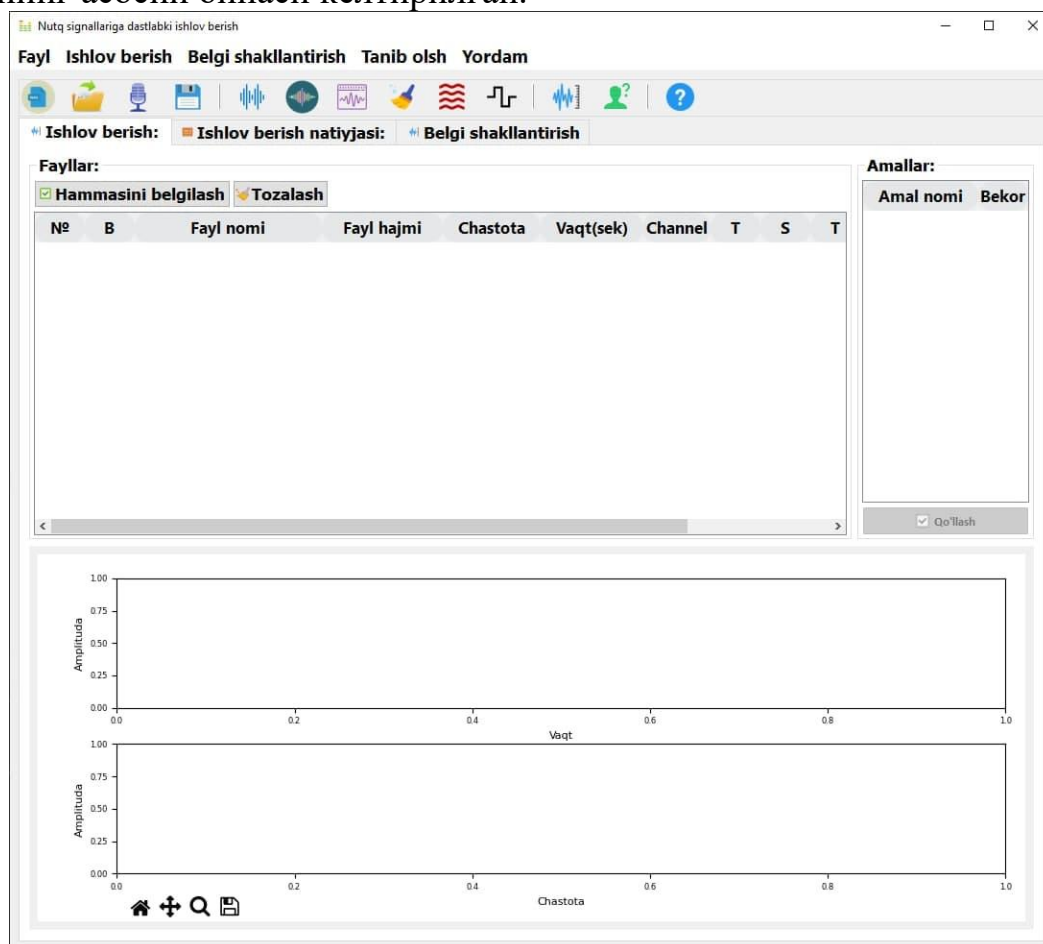 Nutq signallariga dastlabki ishlov berish
Fayl Ishlov berish Belgi shakllantirish Tanib olsh Yordam
Ishlov berish: Ishlov berish natiyjasi: Belgi shakllantirish
Fayllar:
Hammasini belgilash Tozalash
№ B Fayl nomi Fayl hajmi Chastota Vaqt(sek) Channel T S T
Amallar:
Amal nomi Bekor
Qo'llash
1.00
0.75
0.50
0.25
0.00
Amplituda
0.0 0.2 0.4 0.6 0.8 1.0
Vaqt
1.00
0.75
0.50
0.25
0.00
Amplituda
0.0 0.2 0.4 0.6 0.8 1.0
Chastota